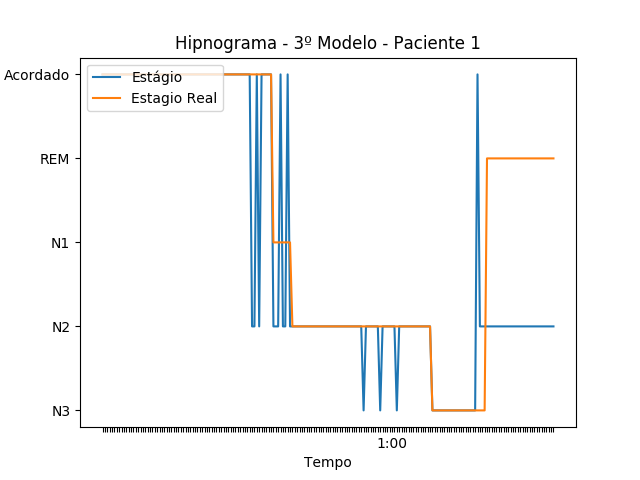 Hipnograma - 3º Modelo - Paciente 1
Acordado
REM
N1
N2
N3
Estágio
Estagio Real
1:00
Tempo